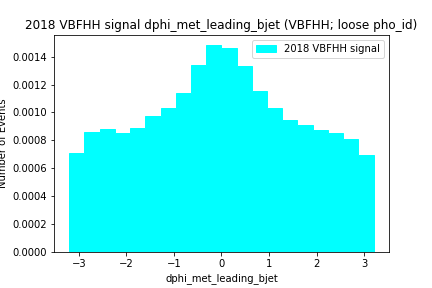 2018 VBFHH signal dphi_met_leading_bjet (VBFHH; loose pho_id)
2018 VBFHH signal
Number of Events
0.0014
0.0012
0.0010
0.0008
0.0006
0.0004
0.0002
0.0000
−3 −2 −1 0 1 2 3
dphi_met_leading_bjet